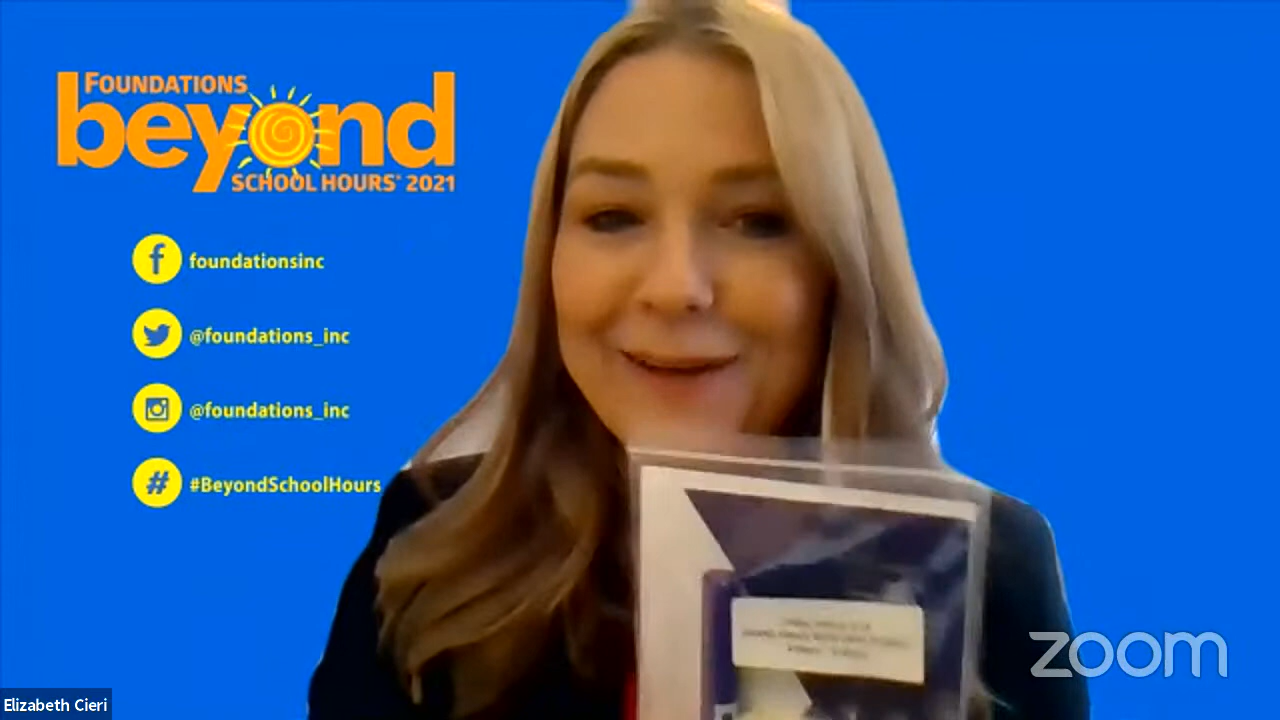 FOUNDATIONS
beyond
SCHOOL HOURS® 2021
foundationsinc
@foundations_inc
@foundations_inc
#BeyondSchoolHours
zoom
Elizabeth Cieri